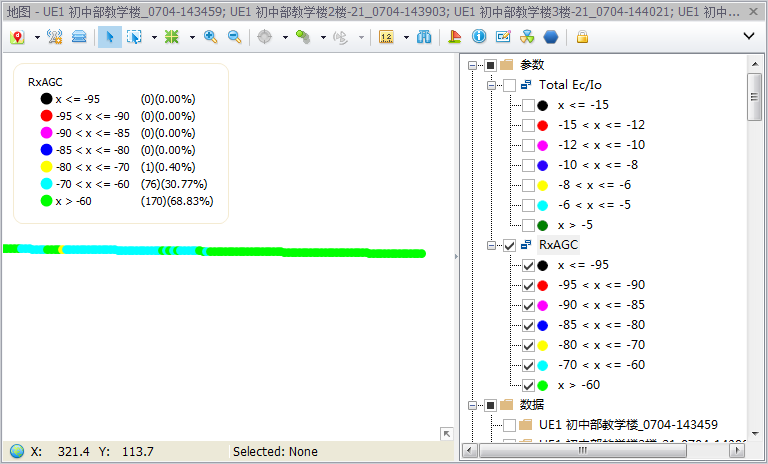 地图 - UE1 初中部教学楼_0704-143459; UE1 初中部教学楼2楼-21_0704-143903; UE1 初中部教学楼3楼-21_0704-144021; UE1 初中...
1.2
RxAGC
x <= -95 (0)(0.00%)
-95 < x <= -90 (0)(0.00%)
-90 < x <= -85 (0)(0.00%)
-85 < x <= -80 (0)(0.00%)
-80 < x <= -70 (1)(0.40%)
-70 < x <= -60 (76)(30.77%)
x > -60 (170)(68.83%)
参数
Total Ec/Io
x <= -15
-15 < x <= -12
-12 < x <= -10
-10 < x <= -8
-8 < x <= -6
-6 < x <= -5
x > -5
RxAGC
x <= -95
-95 < x <= -90
-90 < x <= -85
-85 < x <= -80
-80 < x <= -70
-70 < x <= -60
x > -60
数据
UE1 初中部教学楼_0704-143459
X: 321.4 Y: 113.7 Selected: None